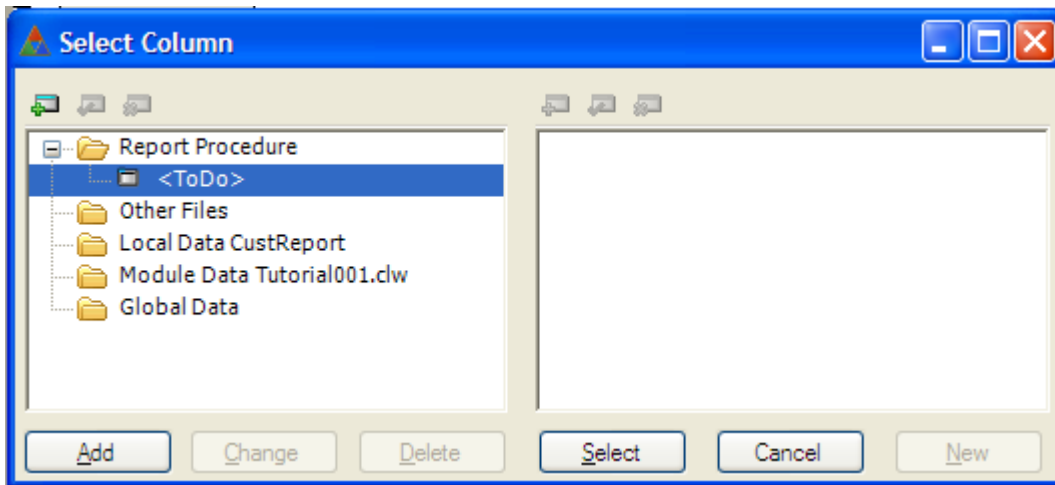 Select Column
Report Procedure
<ToDo>
Other Files
Local Data CustReport
Module Data Tutorial001.clw
Global Data
Add Change Delete Select Cancel New